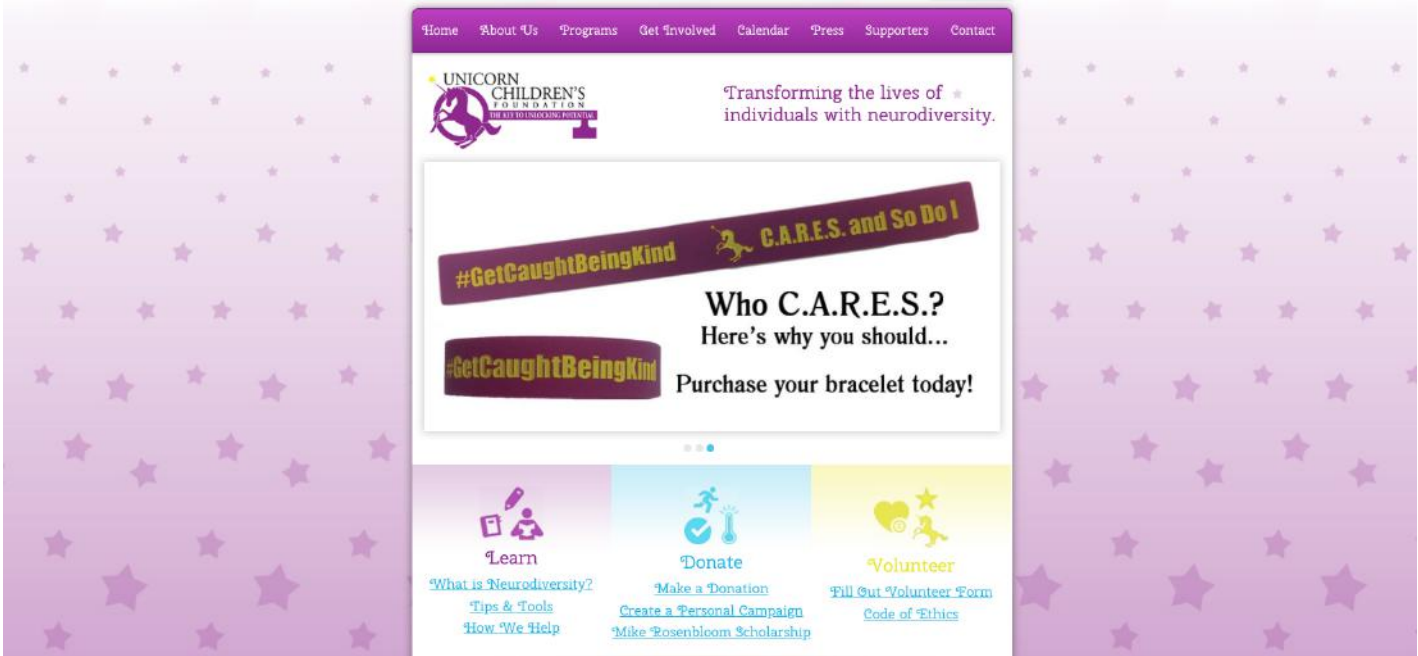 Home About Us Programs Get Involved Calendar Press Supporters Contact
UNICORN
CHILDREN'S
FOUNDATION
THE KEY TO UNLOCKING POTENTIAL
Transforming the lives of
individuals with neurodiversity.
#GetCaughtBeingKind C.A.R.E.S. and So Do I
#GetCaughtBeingKind
Who C.A.R.E.S.?
Here's why you should...
Purchase your bracelet today!
Learn
What is Neurodiversity?
Tips & Tools
How We Help
Donate
Make a Donation
Create a Personal Campaign
Mike Rosenbloom Scholarship
Volunteer
Fill Out Volunteer Form
Code of Ethics